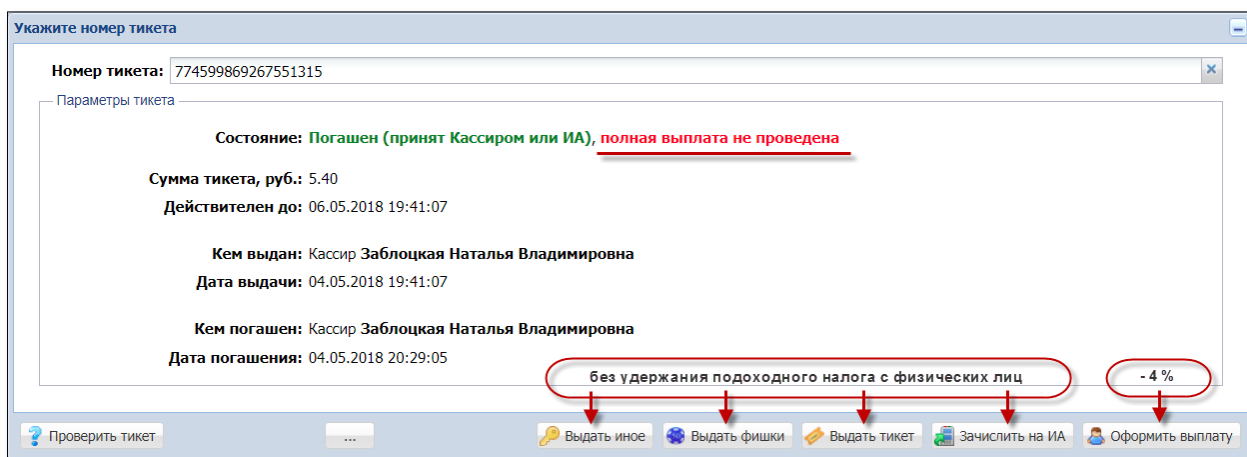 Укажите номер тикета
Номер тикета: 774599869267551315
Параметры тикета
Состояние: Погашен (принят Кассиром или ИА), полная выплата не проведена
Сумма тикета, руб.: 5.40
Действителен до: 06.05.2018 19:41:07
Кем выдан: Кассир Заблоцкая Наталья Владимировна
Дата выдачи: 04.05.2018 19:41:07
Кем погашен: Кассир Заблоцкая Наталья Владимировна
Дата погашения: 04.05.2018 20:29:05
без удержания подоходного налога с физических лиц - 4 %
Проверить тикет ... Выдать иное Выдать фишки Выдать тикет Зачислить на ИА Оформить выплату